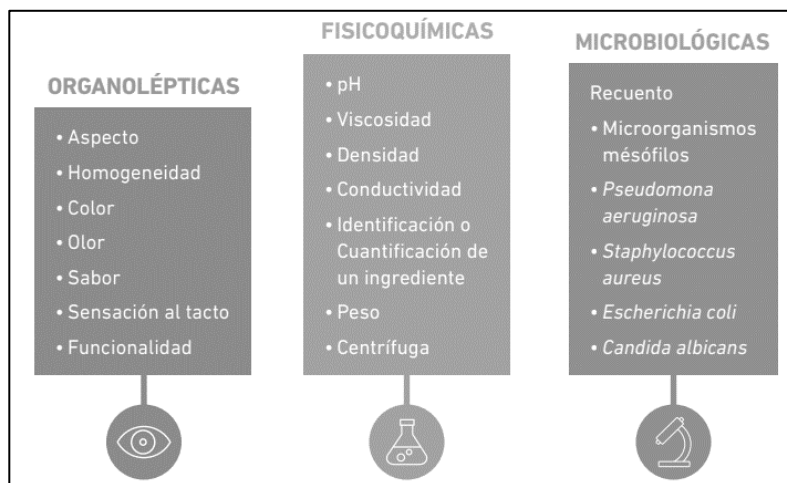 ORGANOLÉPTICAS
• Aspecto
• Homogeneidad
• Color
• Olor
• Sabor
• Sensación al tacto
• Funcionalidad
FISICOQUÍMICAS
• pH
• Viscosidad
• Densidad
• Conductividad
• Identificación o
Cuantificación de
un ingrediente
• Peso
• Centrífuga
MICROBIOLÓGICAS
Recuento
• Microorganismos
mésófilos
• Pseudomona
aeruginosa
• Staphylococcus
aureus
• Escherichia coli
• Candida albicans